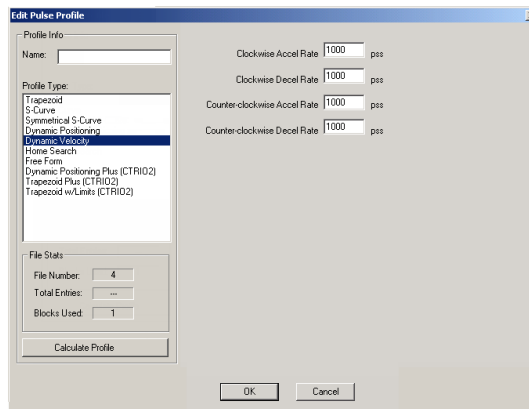 Edit Pulse Profile
Profile Info
Name:
Profile Type:
Trapezoid
S-Curve
Symmetrical S-Curve
Dynamic Positioning
Dynamic Velocity
Home Search
Free Form
Dynamic Positioning Plus (CTRIO2)
Trapezoid Plus (CTRIO2)
Trapezoid w/Limits (CTRIO2)
File Stats
File Number: 4
Total Entries: ---
Blocks Used: 1
Calculate Profile
Clockwise Accel Rate 1000 pss
Clockwise Decel Rate 1000 pss
Counter-clockwise Accel Rate 1000 pss
Counter-clockwise Decel Rate 1000 pss
OK Cancel